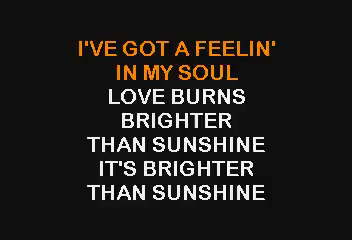 I'VE GOT A FEELIN'
IN MY SOUL
LOVE BURNS
BRIGHTER
THAN SUNSHINE
IT'S BRIGHTER
THAN SUNSHINE